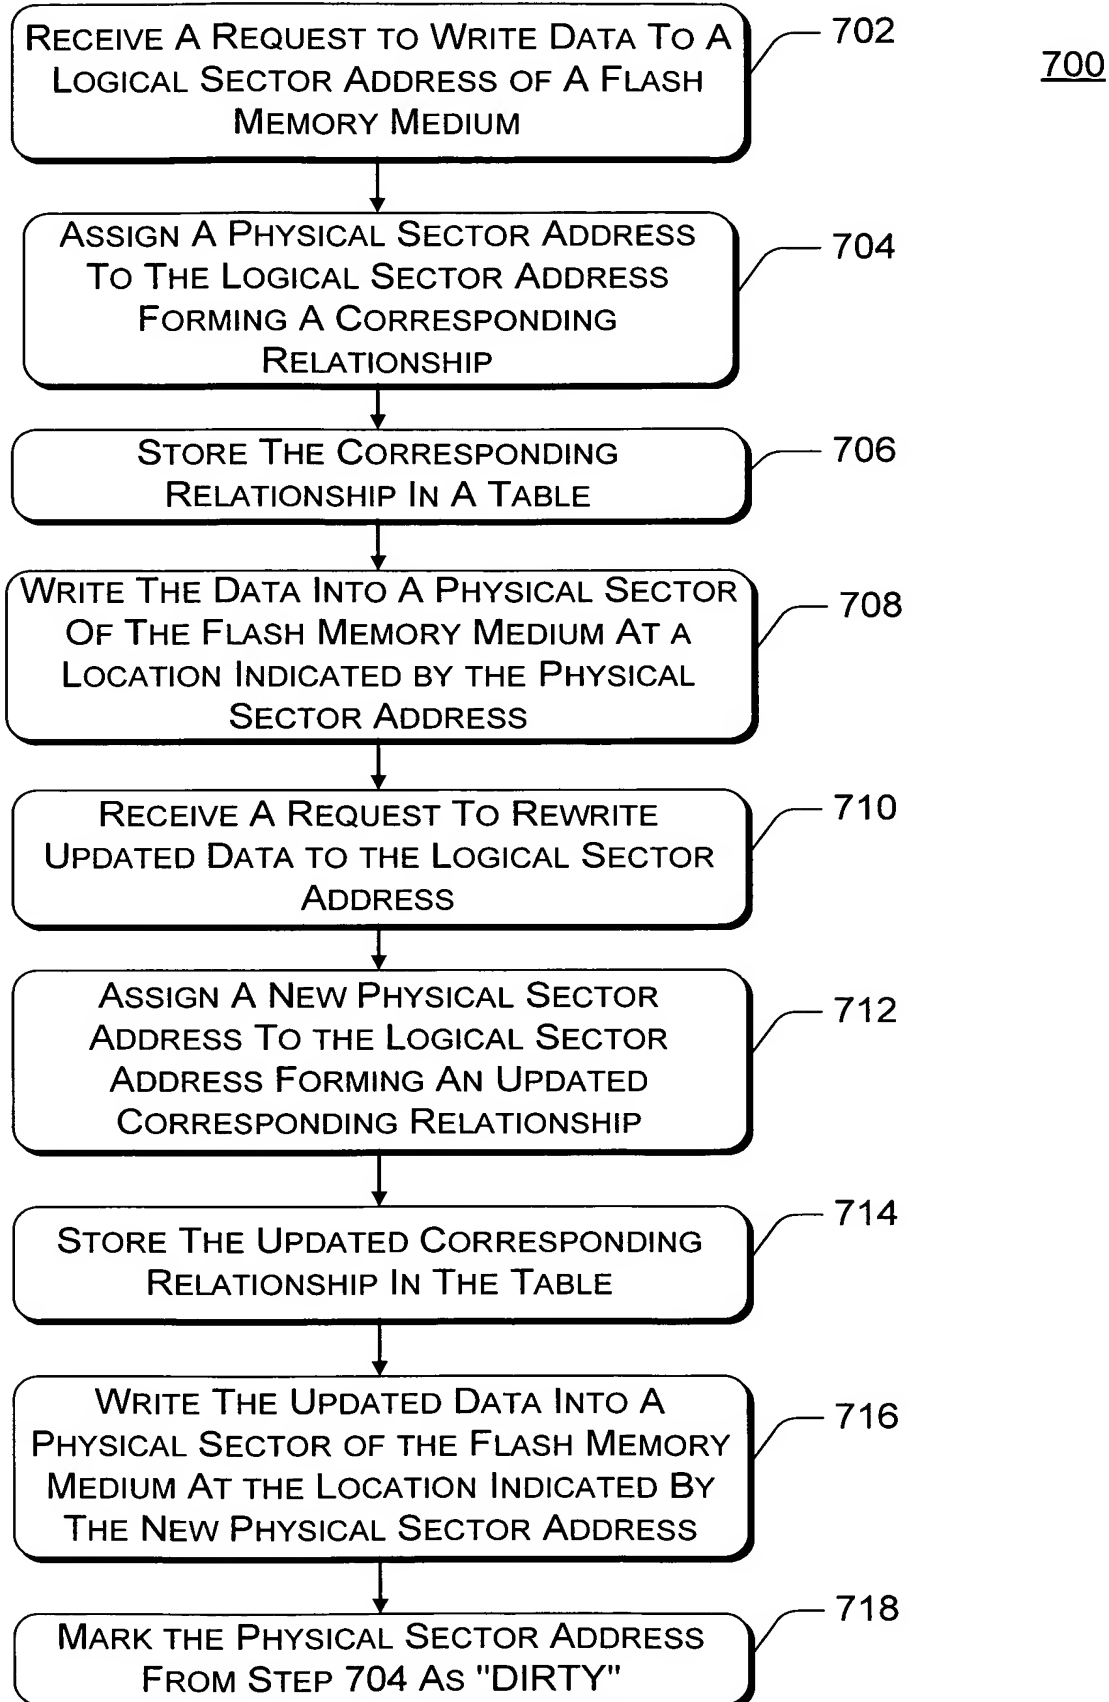 RECEIVE A REQUEST TO WRITE DATA TO A
LOGICAL SECTOR ADDRESS OF A FLASH
MEMORY MEDIUM
702
700
ASSIGN A PHYSICAL SECTOR ADDRESS
TO THE LOGICAL SECTOR ADDRESS
FORMING A CORRESPONDING
RELATIONSHIP
704
STORE THE CORRESPONDING
RELATIONSHIP IN A TABLE
706
WRITE THE DATA INTO A PHYSICAL SECTOR
OF THE FLASH MEMORY MEDIUM AT A
LOCATION INDICATED BY THE PHYSICAL
SECTOR ADDRESS
708
RECEIVE A REQUEST TO REWRITE
UPDATED DATA TO THE LOGICAL SECTOR
ADDRESS
710
ASSIGN A NEW PHYSICAL SECTOR
ADDRESS TO THE LOGICAL SECTOR
ADDRESS FORMING AN UPDATED
CORRESPONDING RELATIONSHIP
712
STORE THE UPDATED CORRESPONDING
RELATIONSHIP IN THE TABLE
714
WRITE THE UPDATED DATA INTO A
PHYSICAL SECTOR OF THE FLASH MEMORY
MEDIUM AT THE LOCATION INDICATED BY
THE NEW PHYSICAL SECTOR ADDRESS
716
MARK THE PHYSICAL SECTOR ADDRESS
FROM STEP 704 AS "DIRTY"
718